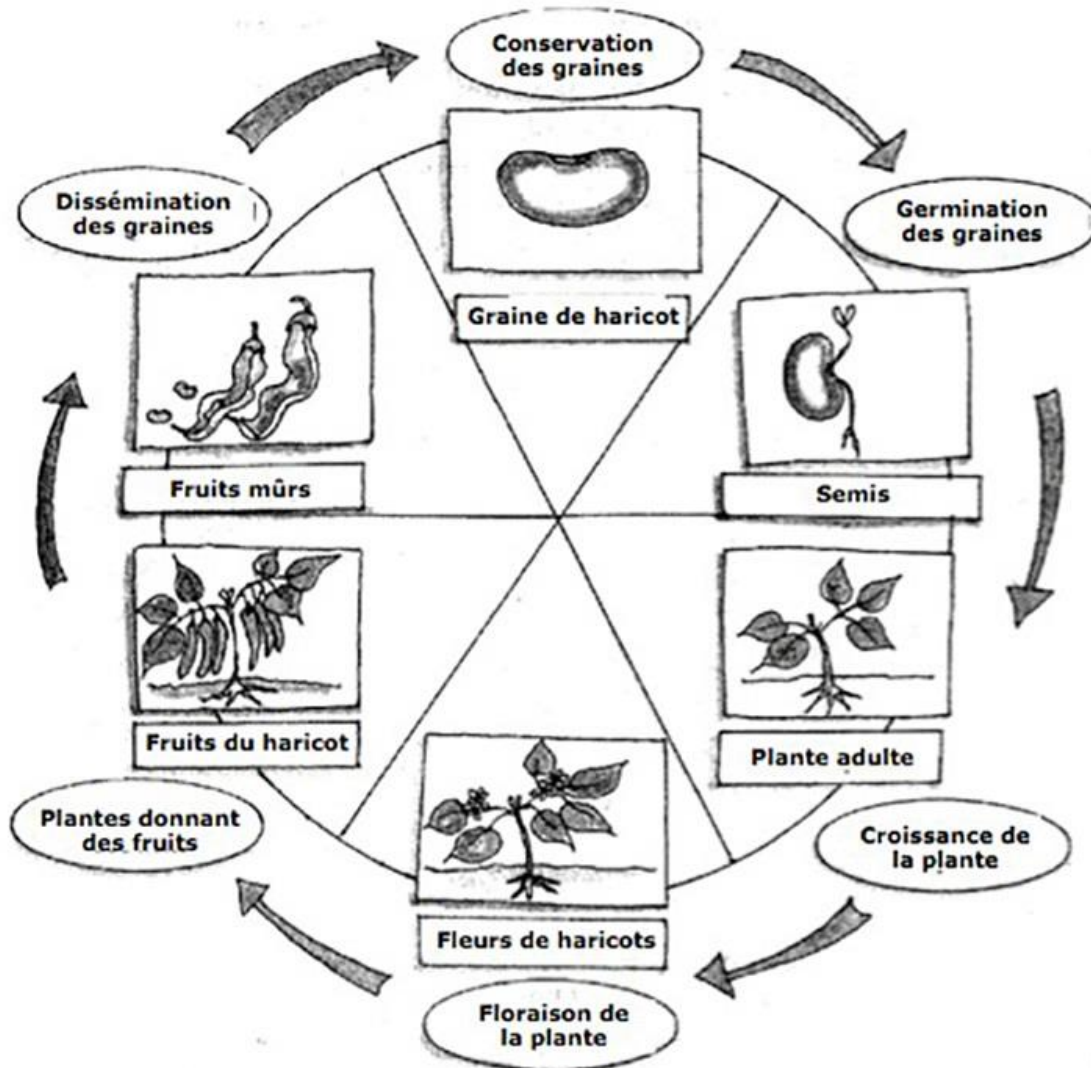 Conservation
des graines
Graine de haricot
Germination
des graines
Semis
Plante adulte
Croissance de
la plante
Fleurs de haricots
Floraison de
la plante
Plantes donnant
des fruits
Fruits du haricot
Fruits mûrs
Dissémination
des graines